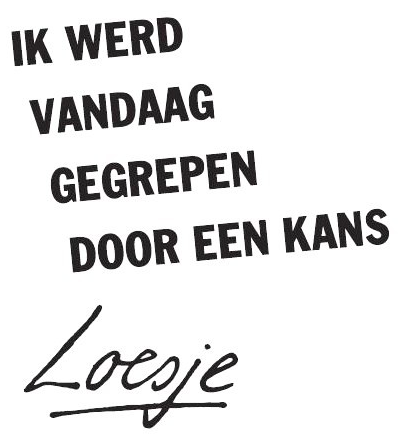 IK WERD
VANDAAG
GEGREPEN
DOOR EEN KANS
Loesje